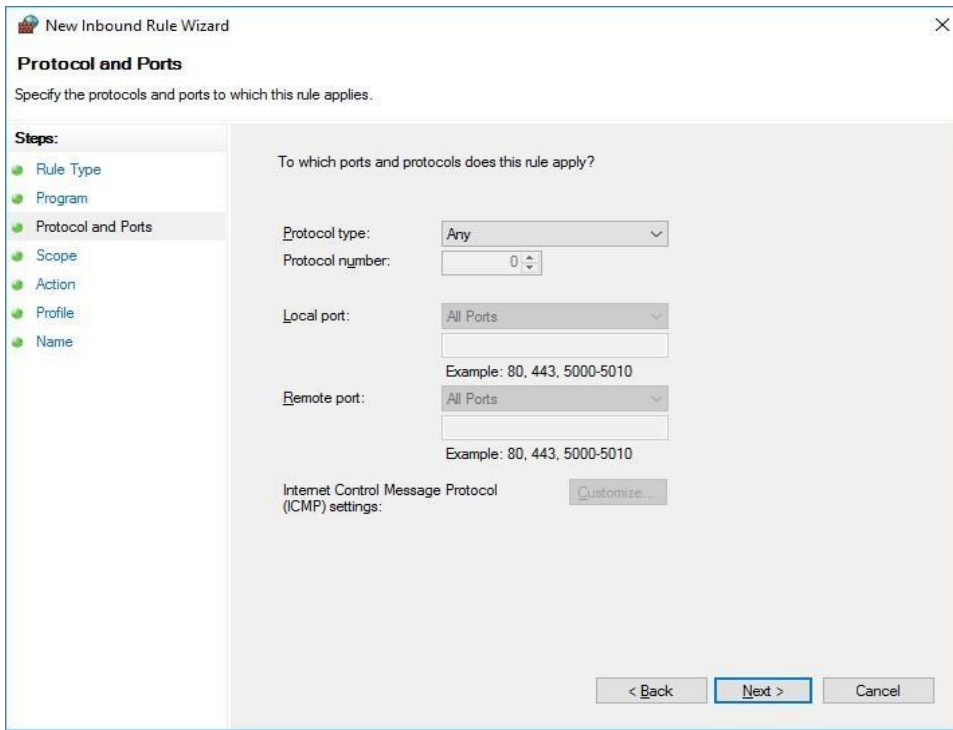 New Inbound Rule Wizard
Protocol and Ports
Specify the protocols and ports to which this rule applies.
Steps:
Rule Type
Program
Protocol and Ports
Scope
Action
Profile
Name
To which ports and protocols does this rule apply?
Protocol type: Any
Protocol number: 0
Local port: All Ports
Example: 80, 443, 5000-5010
Remote port: All Ports
Example: 80, 443, 5000-5010
Internet Control Message Protocol Customize...
(ICMP) settings:
< Back Next > Cancel